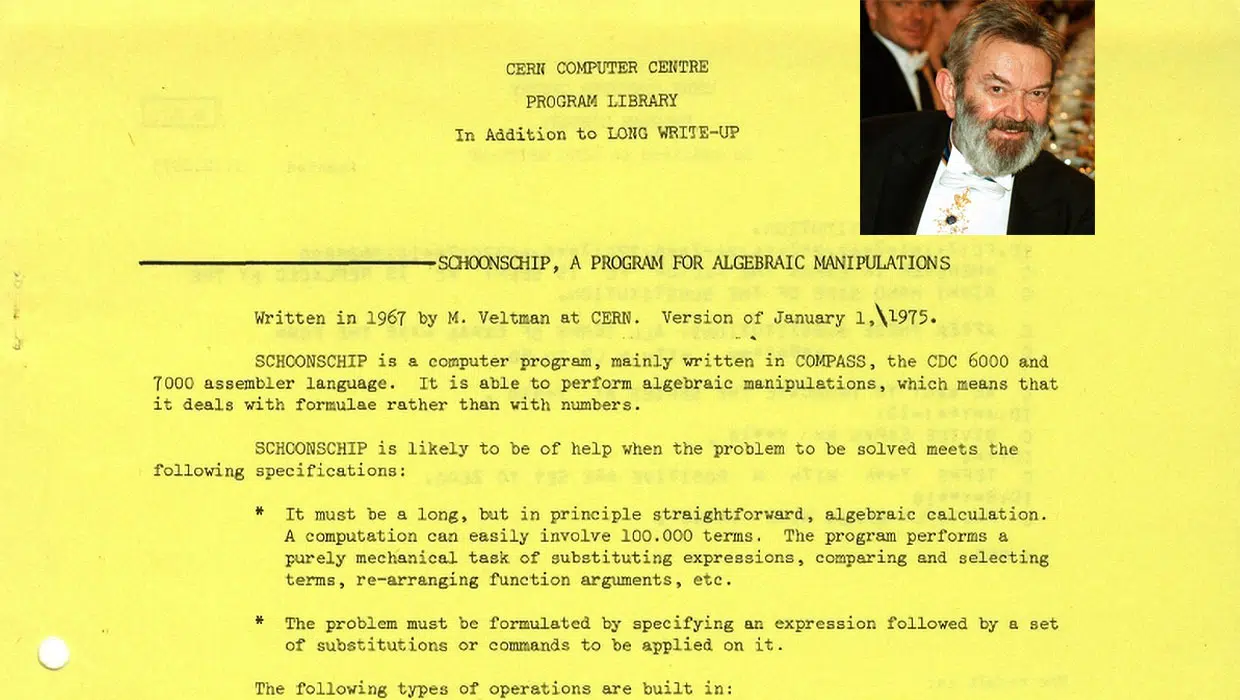 CERN COMPUTER CENTRE
PROGRAM LIBRARY
In Addition to LONG WRITE-UP
SCHOONSCHIP, A PROGRAM FOR ALGEBRAIC MANIPULATIONS
Written in 1967 by M. Veltman at CERN. Version of January 1, 1975.
SCHOONSCHIP is a computer program, mainly written in COMPASS, the CDC 6000 and
7000 assembler language. It is able to perform algebraic manipulations, which means that
it deals with formulae rather than with numbers.
SCHOONSCHIP is likely to be of help when the problem to be solved meets the
following specifications:
* It must be a long, but in principle straightforward, algebraic calculation.
A computation can easily involve 100.000 terms. The program performs a
purely mechanical task of substituting expressions, comparing and selecting
terms, re-arranging function arguments, etc.
* The problem must be formulated by specifying an expression followed by a set
of substitutions or commands to be applied on it.
The following types of operations are built in: